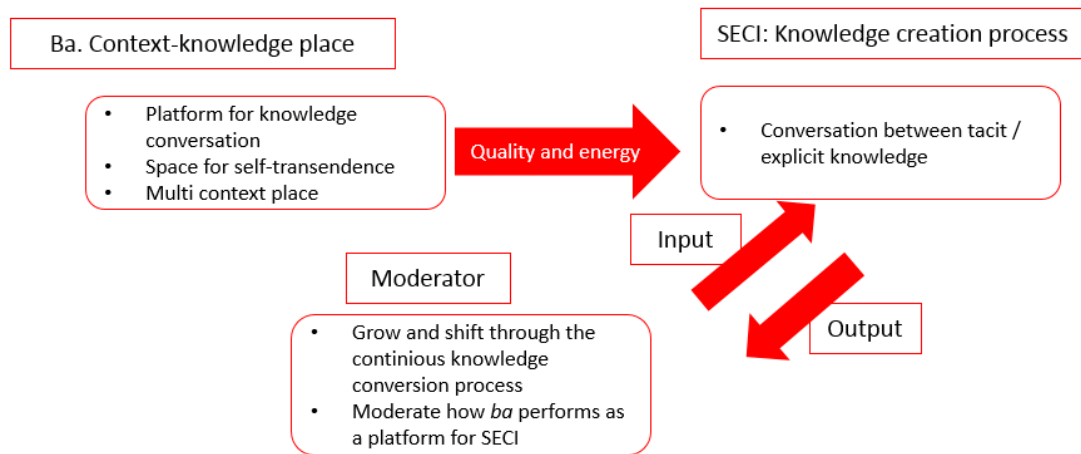 Ba. Context-knowledge place
SECI: Knowledge creation process
• Platform for knowledge
conversation
• Space for self-transendence
• Multi context place
Quality and energy
• Conversation between tacit /
explicit knowledge
Input
Output
Moderator
• Grow and shift through the
continious knowledge
conversion process
• Moderate how ba performs as
a platform for SECI